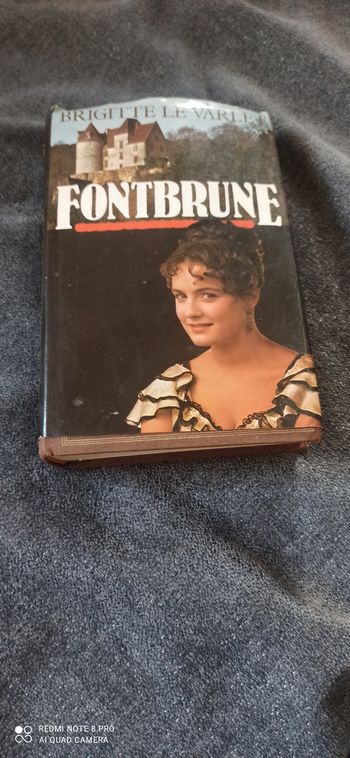 BRIGITTE LE VARLET
FONTBRUNE
REDMI NOTE 8 PRO
AI QUAD CAMERA